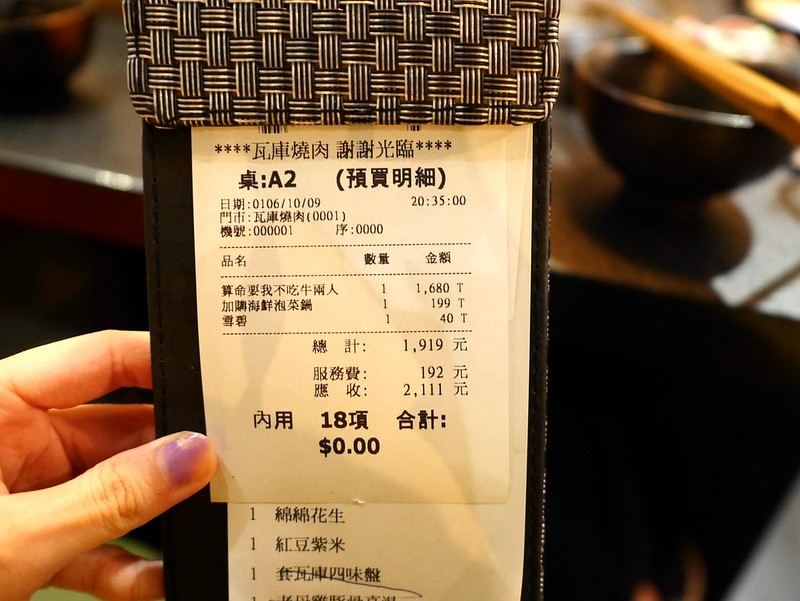 ****瓦庫燒肉 謝謝光臨****
桌:A2 (預買明細)
日期:0106/10/09 20:35:00
門市:瓦庫燒肉(0001)
機號:000001 序:0000
品名 數量 金額
算命要我不吃牛兩人 1 1,680 T
加購海鮮泡菜鍋 1 199 T
雪碧 1 40 T
總 計: 1,919 元
服務費: 192 元
應 收: 2,111 元
內用 18項 合計:
$0.00
1 綿綿花生
1 紅豆紫米
1 套瓦庫四味盤
1